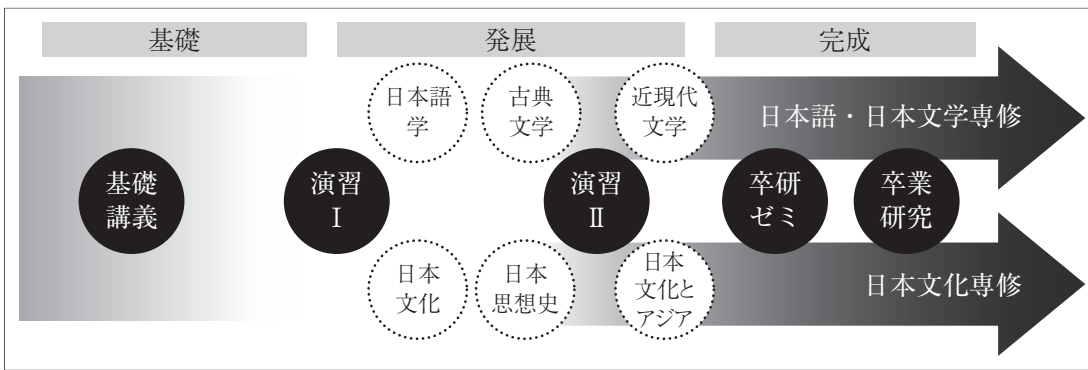 基礎
発展
完成
日本語
学
古典
文学
近現代
文学
日本語・日本文学専修
基礎
講義
演習
Ⅰ
演習
Ⅱ
卒研
ゼミ
卒業
研究
日本
文化
日本
思想史
日本
文化と
アジア
日本文化専修